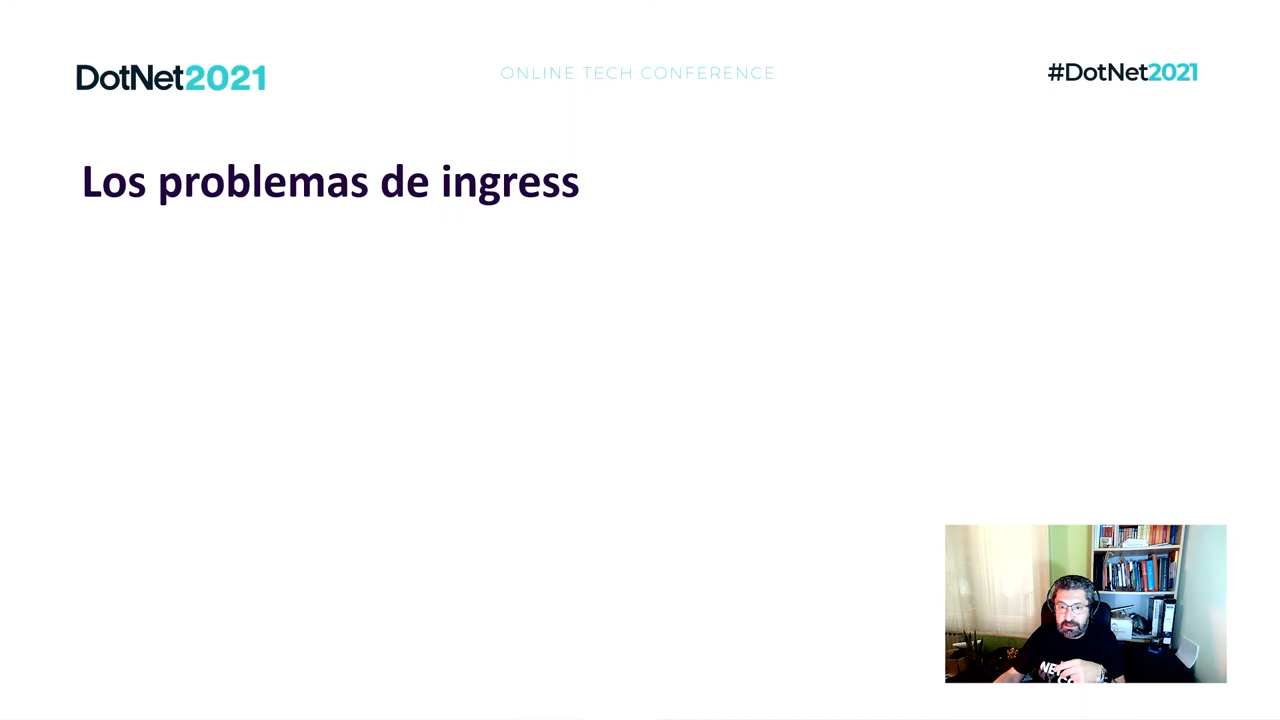 DotNet2021
ONLINE TECH CONFERENCE
#DotNet2021
Los problemas de ingress